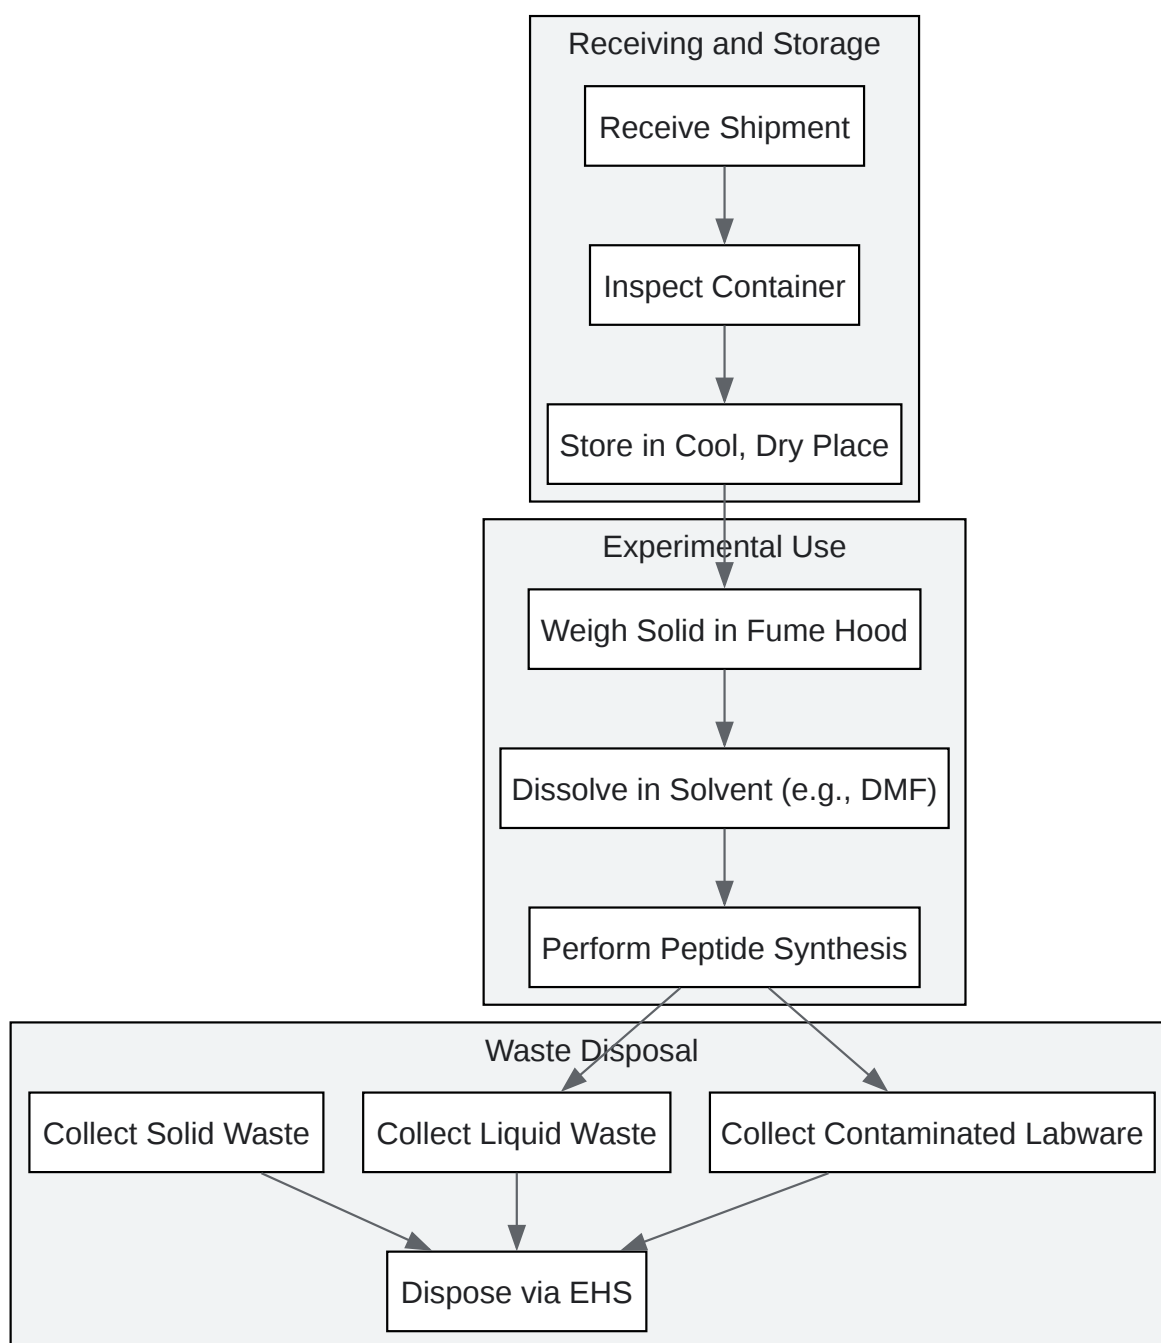 Receiving and Storage
Receive Shipment
Inspect Container
Store in Cool, Dry Place
Experimental Use
Weigh Solid in Fume Hood
Dissolve in Solvent (e.g., DMF)
Perform Peptide Synthesis
Waste Disposal
Collect Solid Waste
Collect Liquid Waste
Collect Contaminated Labware
Dispose via EHS